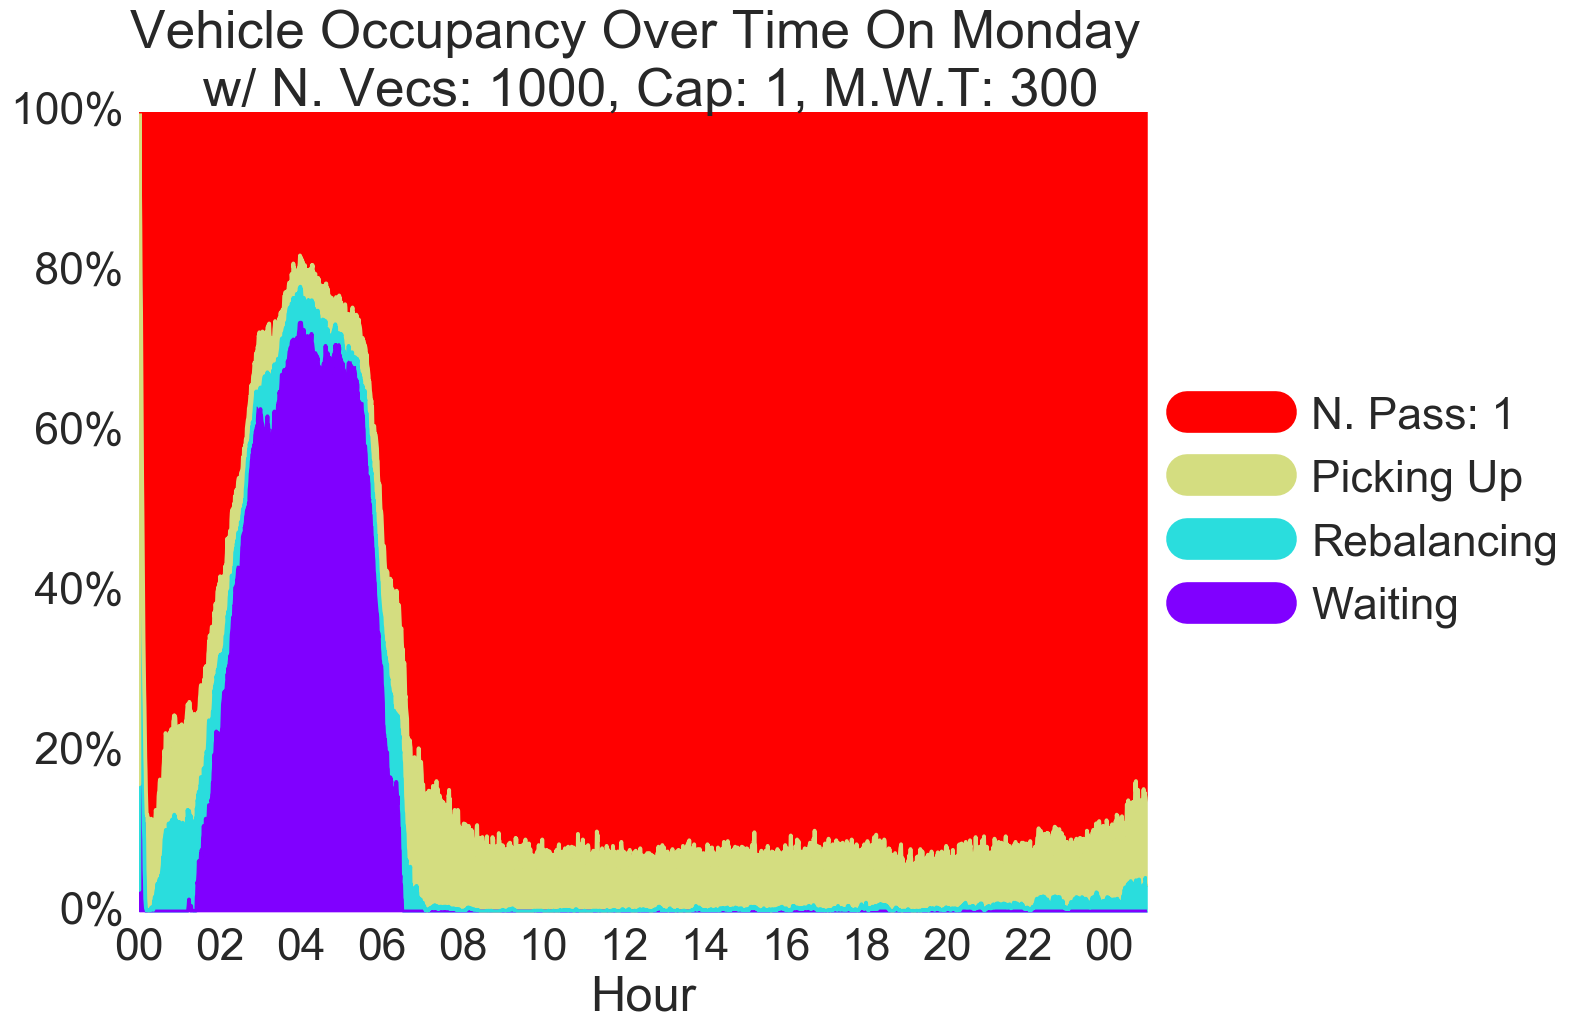 Vehicle Occupancy Over Time On Monday
w/ N. Vecs: 1000, Cap: 1, M.W.T: 300
100%
80%
60%
40%
20%
0%
00 02 04 06 08 10 12 14 16 18 20 22 00
Hour
N. Pass: 1
Picking Up
Rebalancing
Waiting